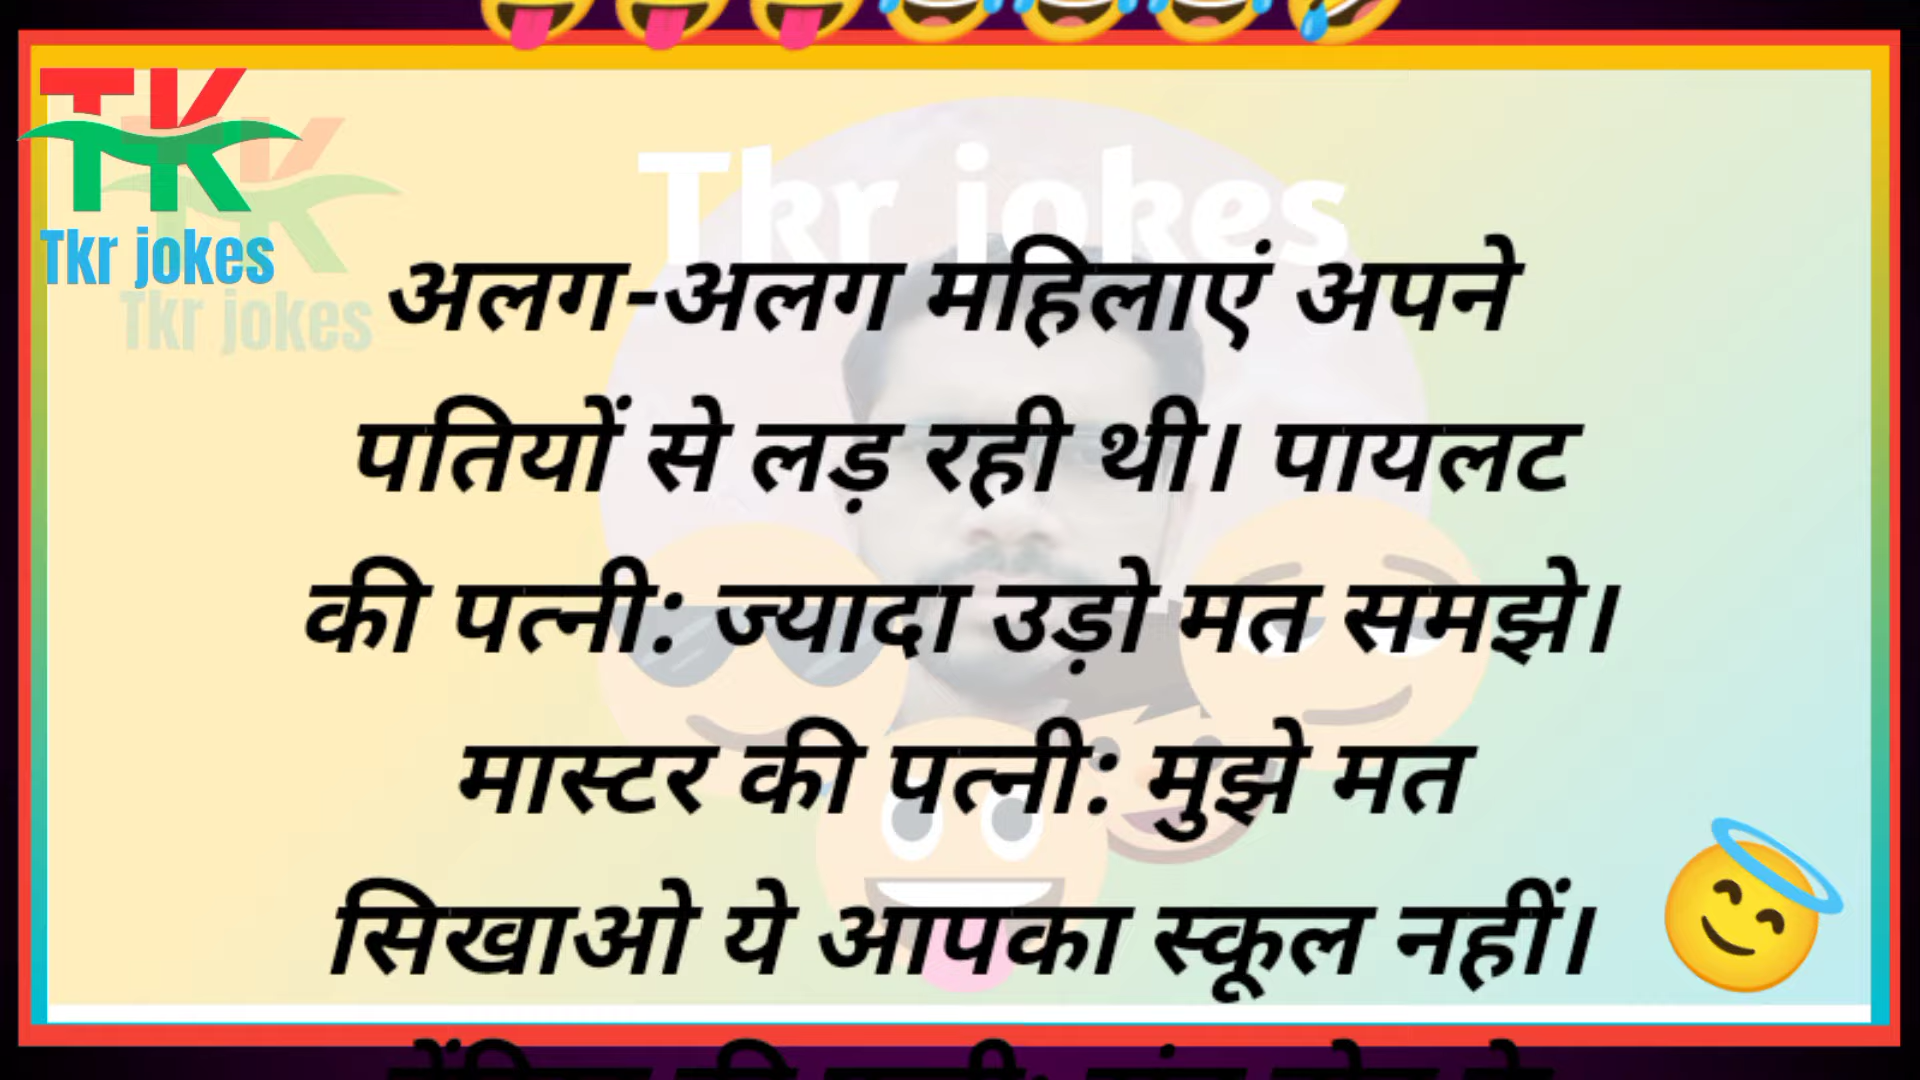 Tkr jokes
Tkr jokes
Tkr jokes
अलग-अलग महिलाएं अपने
पतियों से लड़ रही थी। पायलट
की पत्नी: ज्यादा उड़ो मत समझे।
मास्टर की पत्नी: मुझे मत
सिखाओ ये आपका स्कूल नहीं।